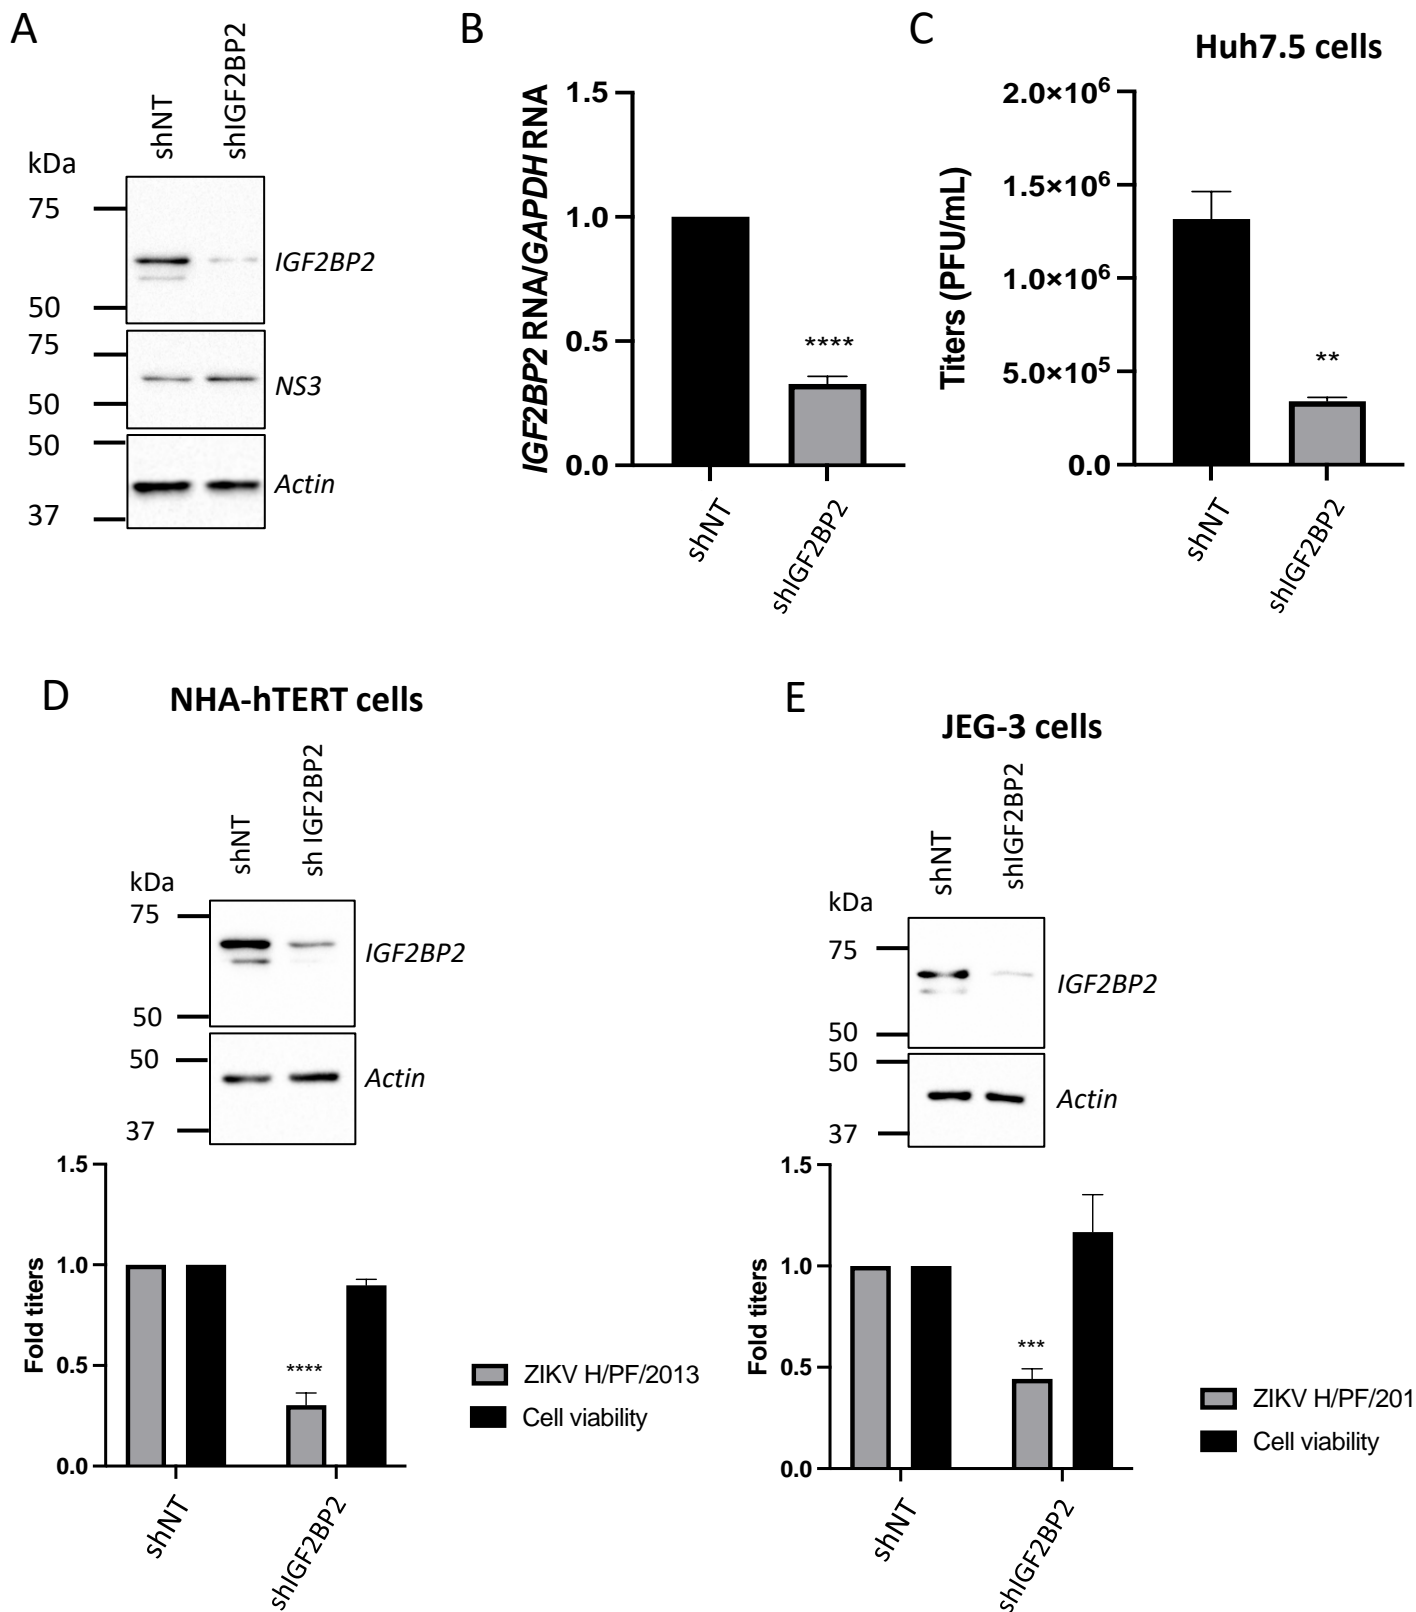 A
shNT
shIGF2BP2
kDa
75
50
IGF2BP2
75
50
NS3
50
37
Actin
B
IGF2BP2 RNA/GAPDH RNA
1.5
1.0
0.5
0.0
****
shNT
shIGF2BP2
C
Huh7.5 cells
Titers (PFU/mL)
2.0×10⁶
1.5×10⁶
1.0×10⁶
5.0×10⁵
0.0
**
shNT
shIGF2BP2
D
NHA-hTERT cells
shNT
sh IGF2BP2
kDa
75
50
IGF2BP2
50
37
Actin
Fold titers
1.5
1.0
0.5
0.0
****
shNT
shIGF2BP2
ZIKV H/PF/2013
Cell viability
E
JEG-3 cells
shNT
shIGF2BP2
kDa
75
50
IGF2BP2
50
37
Actin
Fold titers
1.5
1.0
0.5
0.0
***
shNT
shIGF2BP2
ZIKV H/PF/201
Cell viability